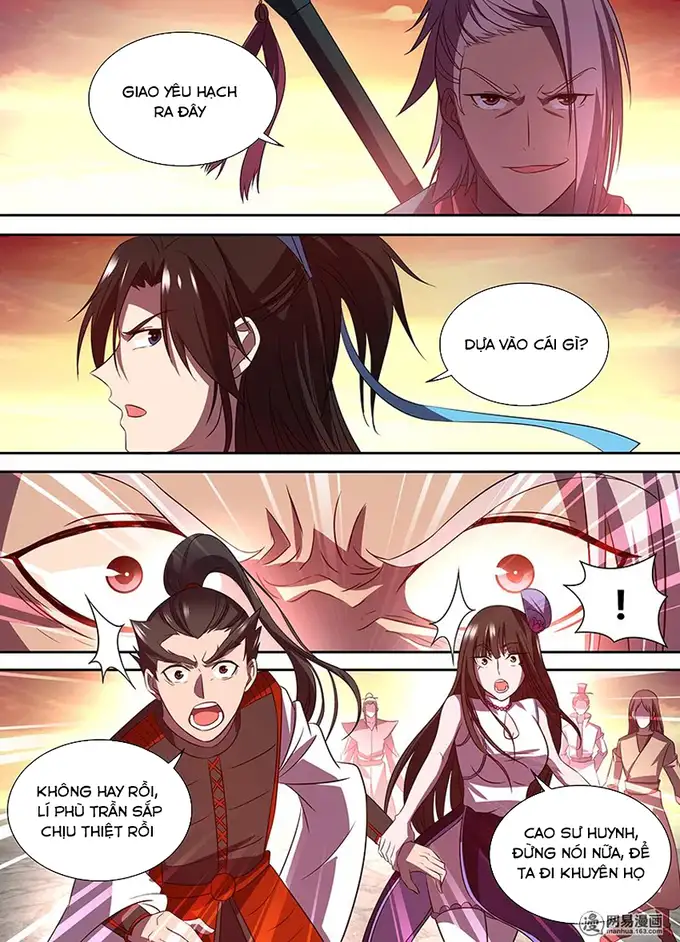 GIAO YÊU HẠCH
RA ĐÂY
DỰA VÀO CÁI GÌ?
!
KHÔNG HAY RỒI,
LÍ PHÙ TRẦN SẮP
CHỊU THIỆT RỒI
CAO SƯ HUYNH,
ĐỪNG NÓI NỮA, ĐỂ
TA ĐI KHUYÊN HỌ
漫 网易漫画
manhua.163.com